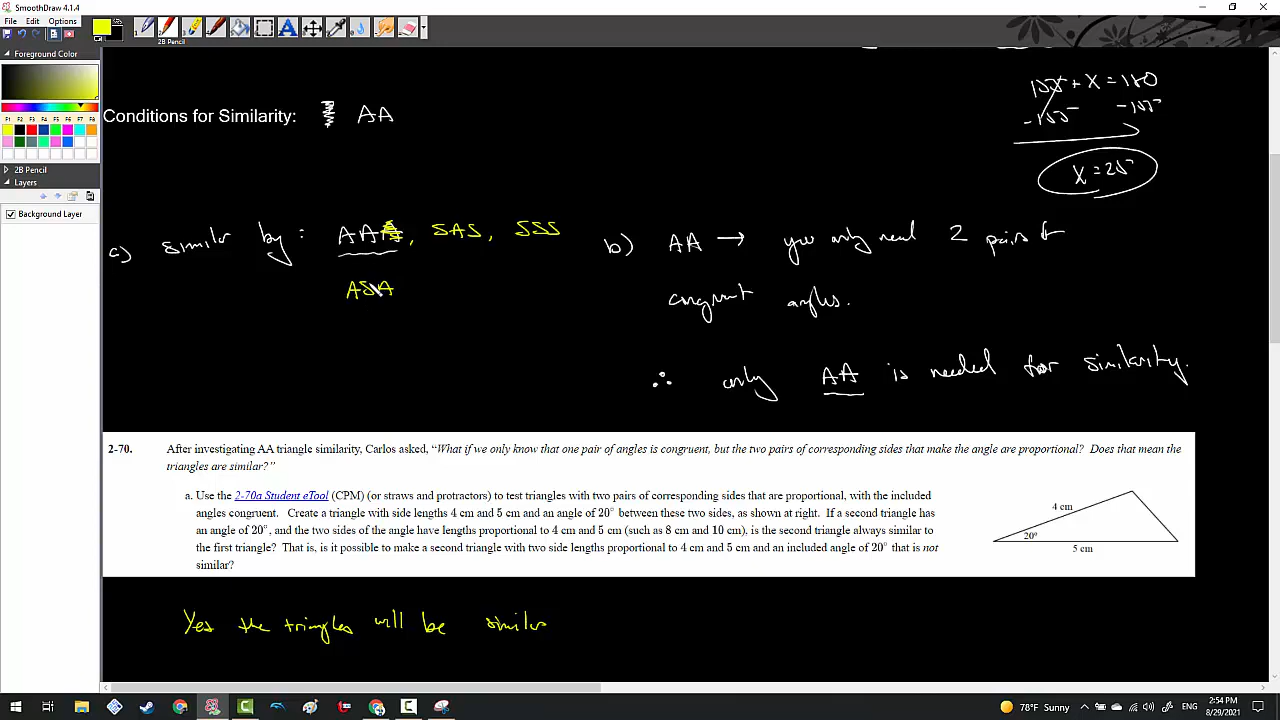 SmoothDraw 4.1.4
File Edit Options
2B Pencil
Foreground Color
F1 F2 F3 F4 F5 F6 F7 F8
2B Pencil
Layers
Background Layer
155 + X = 180
-155 -155
X = 25
Conditions for Similarity: AA
a) similar by: AA, SAS, SSS
ASA
b) AA → you only need 2 pairs of
congruent angles.
∴ only AA is needed for similarity.
2-70. After investigating AA triangle similarity, Carlos asked, “What if we only know that one pair of angles is congruent, but the two pairs of corresponding sides that make the angle are proportional? Does that mean the
triangles are similar?”
a. Use the 2-70a Student eTool (CPM) (or straws and protractors) to test triangles with two pairs of corresponding sides that are proportional, with the included
angles congruent. Create a triangle with side lengths 4 cm and 5 cm and an angle of 20° between these two sides, as shown at right. If a second triangle has
an angle of 20°, and the two sides of the angle have lengths proportional to 4 cm and 5 cm (such as 8 cm and 10 cm), is the second triangle always similar to
the first triangle? That is, is it possible to make a second triangle with two side lengths proportional to 4 cm and 5 cm and an included angle of 20° that is not
similar?
4 cm
20°
5 cm
Yes the triangles will be similar
78°F Sunny
2:54 PM
8/29/2021